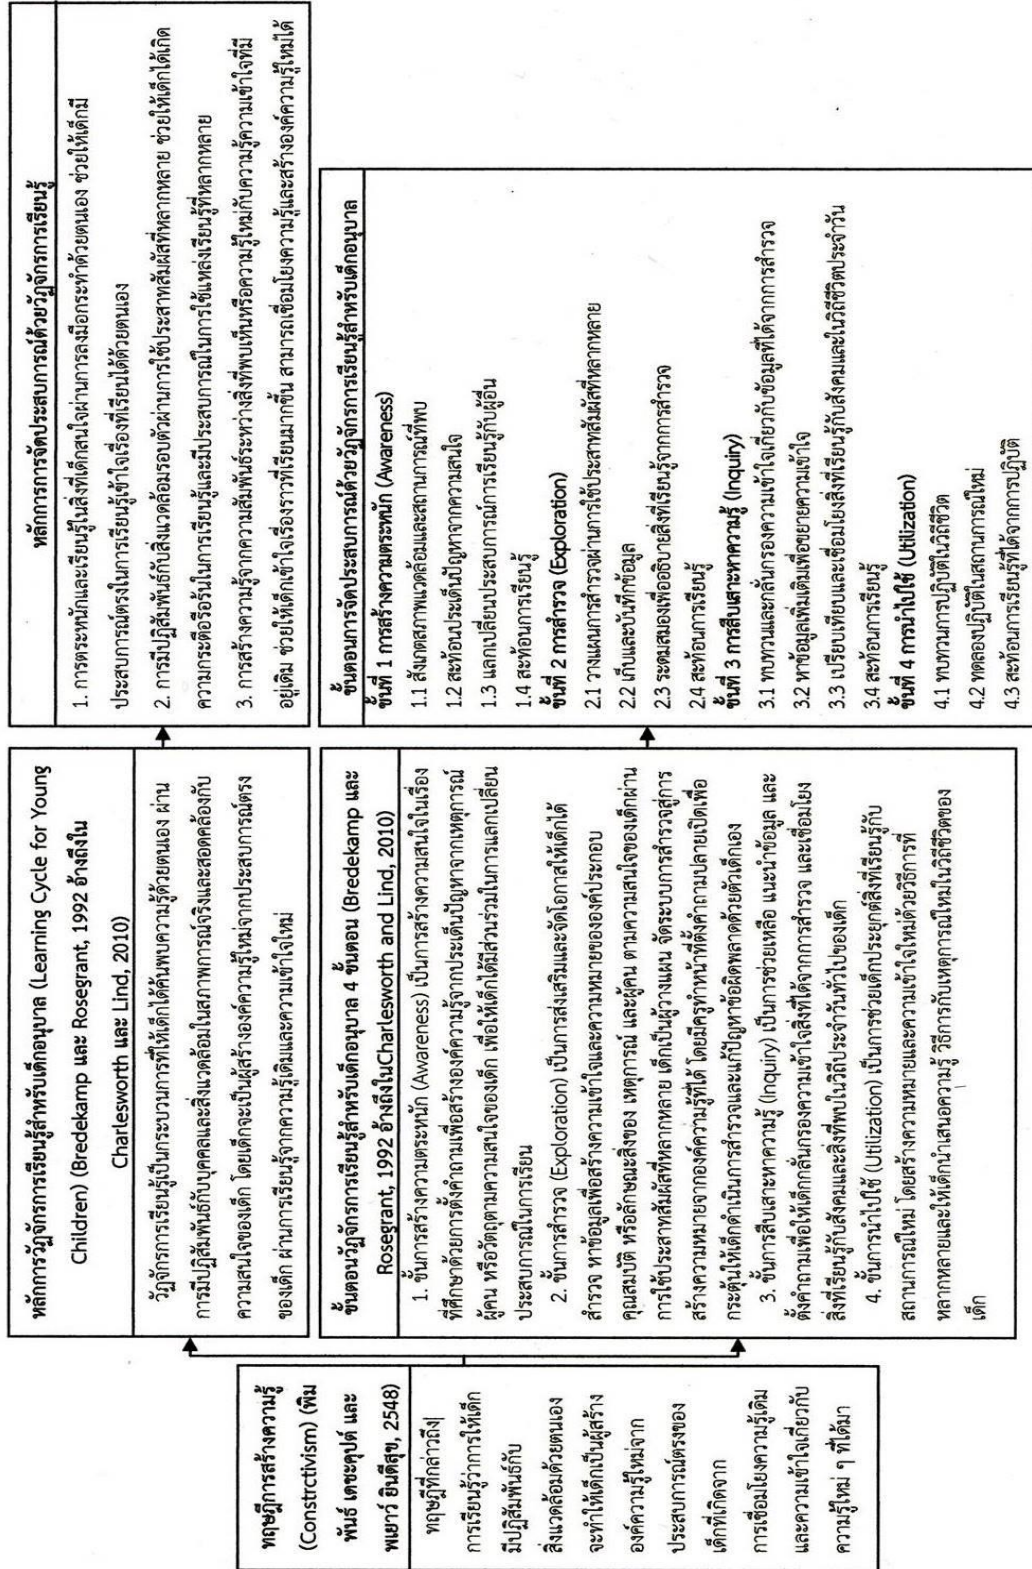 ทฤษฎีการสร้างความรู้
(Constrctivism) (พิม
พันธ์ เดชะคุปต์ และ
พเยาว์ ยินดีสุข, 2548)
ทฤษฎีที่กล่าวถึง
การเรียนรู้ว่าการให้เด็ก
มีปฏิสัมพันธ์กับ
สิ่งแวดล้อมด้วยตนเอง
จะทำให้เด็กเป็นผู้สร้าง
องค์ความรู้ใหม่จาก
ประสบการณ์ตรงของ
เด็กที่เกิดจาก
การเชื่อมโยงความรู้เดิม
และความเข้าใจเกี่ยวกับ
ความรู้ใหม่ ๆ ที่ได้มา
หลักการวัฏจักรการเรียนรู้สำหรับเด็กอนุบาล (Learning Cycle for Young
Children) (Bredekamp และ Rosegrant, 1992 อ้างถึงใน
Charlesworth และ Lind, 2010)
วัฏจักรการเรียนรู้เป็นกระบวนการที่ให้เด็กได้ค้นพบความรู้ด้วยตนเอง ผ่าน
การมีปฏิสัมพันธ์กับบุคคลและสิ่งแวดล้อมในสภาพการณ์จริงและสอดคล้องกับ
ความสนใจของเด็ก โดยเด็กจะเป็นผู้สร้างองค์ความรู้ใหม่จากประสบการณ์ตรง
ของเด็ก ผ่านการเรียนรู้จากความรู้เดิมและความเข้าใจใหม่
ขั้นตอนวัฏจักรการเรียนรู้สำหรับเด็กอนุบาล 4 ขั้นตอน (Bredekamp และ
Rosegrant, 1992 อ้างถึงในCharlesworth and Lind, 2010)
1. ขั้นการสร้างความตระหนัก (Awareness) เป็นการสร้างความสนใจในเรื่อง
ที่ศึกษาด้วยการตั้งคำถามเพื่อสร้างองค์ความรู้จากประเด็นปัญหาจากเหตุการณ์
ผู้คน หรือวัตถุตามความสนใจของเด็ก เพื่อให้เด็กได้มีส่วนร่วมในการแลกเปลี่ยน
ประสบการณ์ในการเรียน
2. ขั้นการสำรวจ (Exploration) เป็นการส่งเสริมและจัดโอกาสให้เด็กได้
สำรวจ หาข้อมูลเพื่อสร้างความเข้าใจและความหมายขององค์ประกอบ
คุณสมบัติ หรือลักษณะสิ่งของ เหตุการณ์ และผู้คน ตามความสนใจของเด็กผ่าน
การใช้ประสาทสัมผัสที่หลากหลาย เด็กเป็นผู้วางแผน จัดระบบการสำรวจสู่การ
สร้างความหมายจากองค์ความรู้ที่ได้ โดยมีครูทำหน้าที่ตั้งคำถามปลายเปิดเพื่อ
กระตุ้นให้เด็กดำเนินการสำรวจและแก้ปัญหาข้อผิดพลาดด้วยตัวเด็กเอง
3. ขั้นการสืบเสาะหาความรู้ (Inquiry) เป็นการช่วยเหลือ แนะนำข้อมูล และ
ตั้งคำถามเพื่อให้เด็กกลั่นกรองความเข้าใจสิ่งที่ได้จากการสำรวจ และเชื่อมโยง
สิ่งที่เรียนรู้กับสังคมและสิ่งที่พบในวิถีประจำวันทั่วไปของเด็ก
4. ขั้นการนำไปใช้ (Utilization) เป็นการช่วยเด็กประยุกต์สิ่งที่เรียนรู้กับ
สถานการณ์ใหม่ โดยสร้างความหมายและความเข้าใจใหม่ด้วยวิธีการที่
หลากหลายและให้เด็กนำเสนอความรู้ วิธีการกับเหตุการณ์ใหม่ในวิถีชีวิตของ
เด็ก
หลักการการจัดประสบการณ์ด้วยวัฏจักรการเรียนรู้
1. การตระหนักและเรียนรู้ในสิ่งที่เด็กสนใจผ่านการลงมือกระทำด้วยตนเอง ช่วยให้เด็กมี
ประสบการณ์ตรงในการเรียนรู้เข้าใจเรื่องที่เรียนได้ด้วยตนเอง
2. การมีปฏิสัมพันธ์กับสิ่งแวดล้อมรอบตัวผ่านการใช้ประสาทสัมผัสที่หลากหลาย ช่วยให้เด็กได้เกิด
ความกระตือรือร้นในการเรียนรู้และมีประสบการณ์ในการใช้แหล่งเรียนรู้ที่หลากหลาย
3. การสร้างความรู้จากความสัมพันธ์ระหว่างสิ่งที่พบเห็นหรือความรู้ใหม่กับความรู้ความเข้าใจที่มี
อยู่เดิม ช่วยให้เด็กเข้าใจเรื่องราวที่เรียนมากขึ้น สามารถเชื่อมโยงความรู้และสร้างองค์ความรู้ใหม่ได้
ขั้นตอนการจัดประสบการณ์ด้วยวัฏจักรการเรียนรู้สำหรับเด็กอนุบาล
ขั้นที่ 1 การสร้างความตระหนัก (Awareness)
1.1 สังเกตสภาพแวดล้อมและสถานการณ์ที่พบ
1.2 สะท้อนประเด็นปัญหาจากความสนใจ
1.3 แลกเปลี่ยนประสบการณ์การเรียนรู้กับผู้อื่น
1.4 สะท้อนการเรียนรู้
ขั้นที่ 2 การสำรวจ (Exploration)
2.1 วางแผนการสำรวจผ่านการใช้ประสาทสัมผัสที่หลากหลาย
2.2 เก็บและบันทึกข้อมูล
2.3 ระดมสมองเพื่ออธิบายสิ่งที่เรียนรู้จากการสำรวจ
2.4 สะท้อนการเรียนรู้
ขั้นที่ 3 การสืบเสาะหาความรู้ (Inquiry)
3.1 ทบทวนและกลั่นกรองความเข้าใจเกี่ยวกับข้อมูลที่ได้จากการสำรวจ
3.2 หาข้อมูลเพิ่มเติมเพื่อขยายความเข้าใจ
3.3 เปรียบเทียบและเชื่อมโยงสิ่งที่เรียนรู้กับสังคมและในวิถีชีวิตประจำวัน
3.4 สะท้อนการเรียนรู้
ขั้นที่ 4 การนำไปใช้ (Utilization)
4.1 ทบทวนการปฏิบัติในวิถีชีวิต
4.2 ทดลองปฏิบัติในสถานการณ์ใหม่
4.3 สะท้อนการเรียนรู้ที่ได้จากการปฏิบัติ